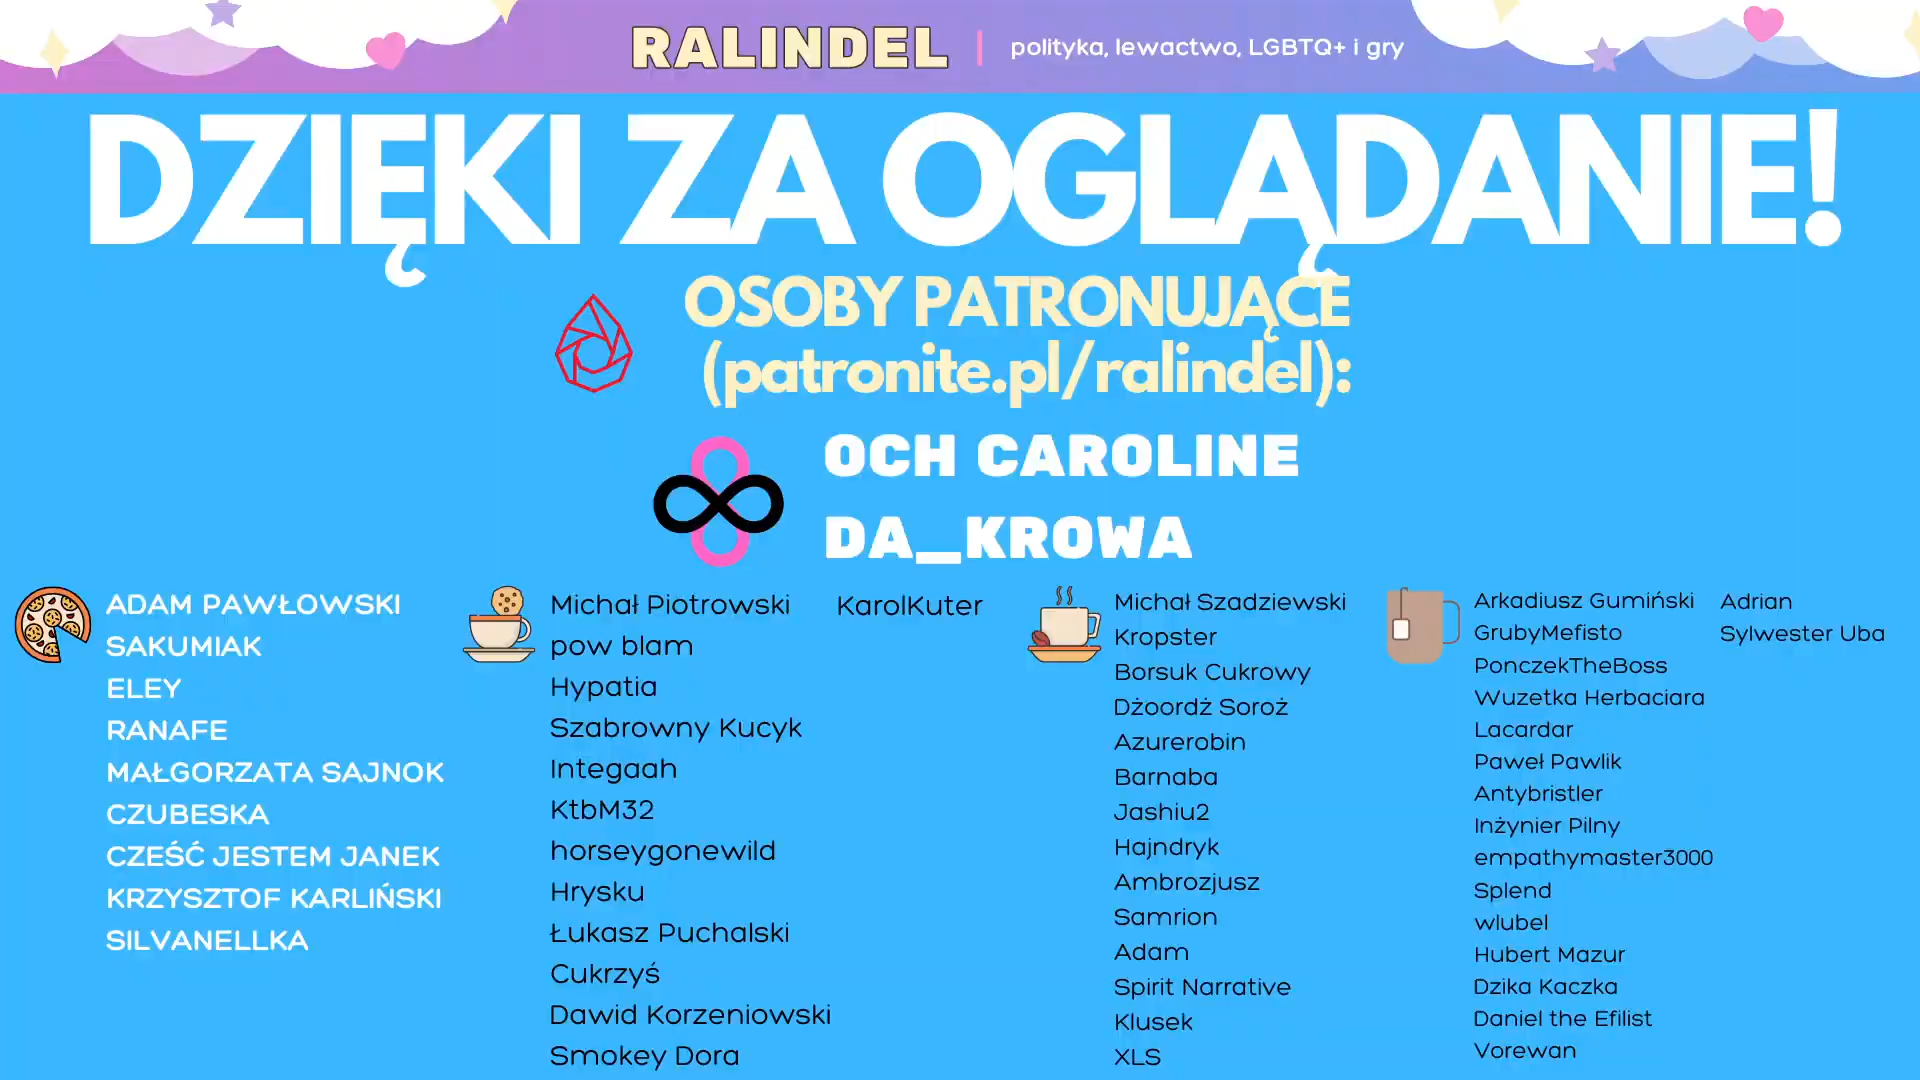 RALINDEL
polityka, lewactwo, LGBTQ+ i gry
DZIĘKI ZA OGLĄDANIE!
OSOBY PATRONUJĄCE
(patronite.pl/ralindel):
OCH CAROLINE
DA_KROWA
ADAM PAWŁOWSKI
SAKUMIAK
ELEY
RANAFE
MAŁGORZATA SAJNOK
CZUBESKA
CZEŚĆ JESTEM JANEK
KRZYSZTOF KARLIŃSKI
SILVANELLKA
Michał Piotrowski
pow blam
Hypatia
Szabrowny Kucyk
Integaah
KtbM32
horseygonewild
Hrysku
Łukasz Puchalski
Cukrzyś
Dawid Korzeniowski
Smokey Dora
KarolKuter
Michał Szadziewski
Kropster
Borsuk Cukrowy
Dżoordż Soroż
Azurerobin
Barnaba
Jashiu2
Hajndryk
Ambrozjusz
Samrion
Adam
Spirit Narrative
Klusek
XLS
Arkadiusz Gumiński
GrubyMefisto
PonczekTheBoss
Wuzetka Herbaciara
Lacardar
Paweł Pawlik
Antybristler
Inżynier Pilny
empathymaster3000
Splend
wlubel
Hubert Mazur
Dzika Kaczka
Daniel the Efilist
Vorewan
Adrian
Sylwester Uba